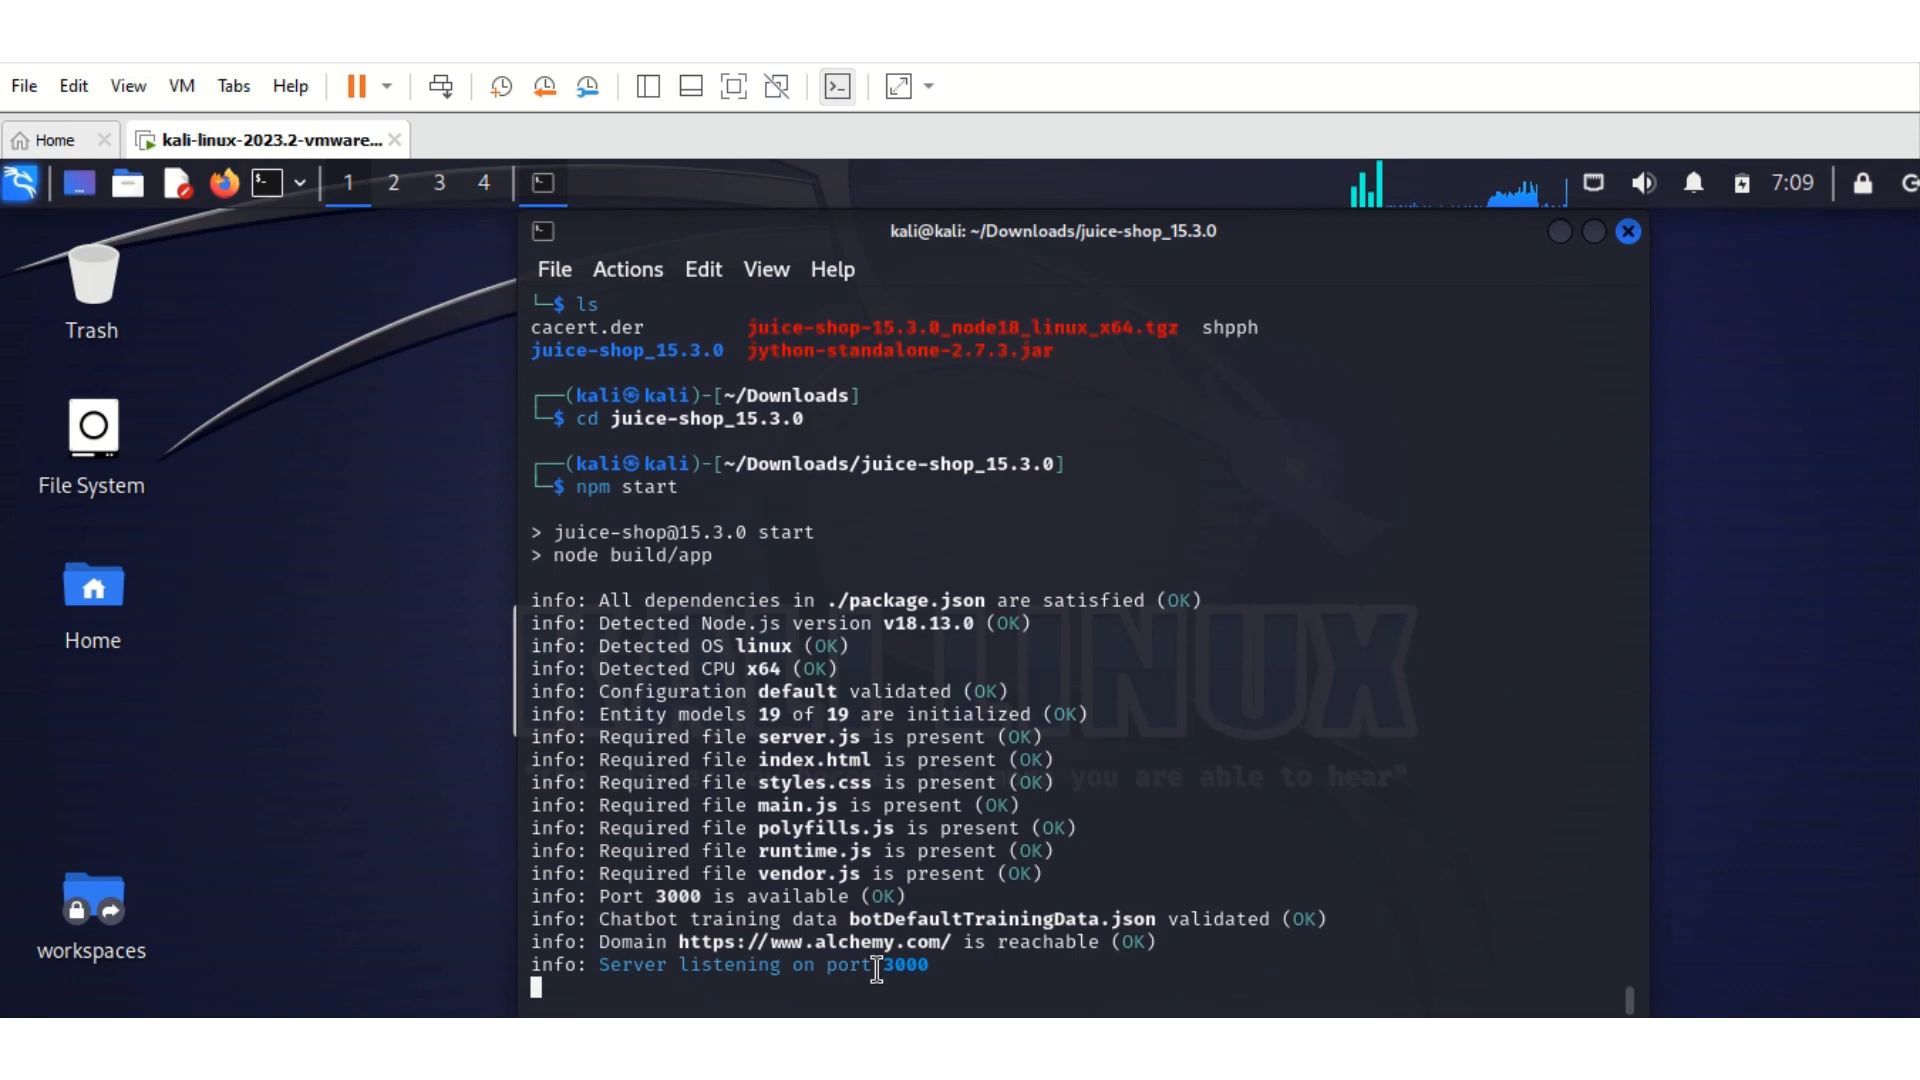 File Edit View VM Tabs Help
Home kali-linux-2023.2-vmware...
1 2 3 4 7:09
kali@kali: ~/Downloads/juice-shop_15.3.0
File Actions Edit View Help
Trash
File System
Home
workspaces
└─$ ls
cacert.der juice-shop-15.3.0_node18_linux_x64.tgz shpph
juice-shop_15.3.0 jython-standalone-2.7.3.jar
┌──(kali㉿kali)-[~/Downloads]
└─$ cd juice-shop_15.3.0
┌──(kali㉿kali)-[~/Downloads/juice-shop_15.3.0]
└─$ npm start
> juice-shop@15.3.0 start
> node build/app
info: All dependencies in ./package.json are satisfied (OK)
info: Detected Node.js version v18.13.0 (OK)
info: Detected OS linux (OK)
info: Detected CPU x64 (OK)
info: Configuration default validated (OK)
info: Entity models 19 of 19 are initialized (OK)
info: Required file server.js is present (OK)
info: Required file index.html is present (OK)
info: Required file styles.css is present (OK)
info: Required file main.js is present (OK)
info: Required file polyfills.js is present (OK)
info: Required file runtime.js is present (OK)
info: Required file vendor.js is present (OK)
info: Port 3000 is available (OK)
info: Chatbot training data botDefaultTrainingData.json validated (OK)
info: Domain https://www.alchemy.com/ is reachable (OK)
info: Server listening on port 3000
LINUX
you are able to hear"